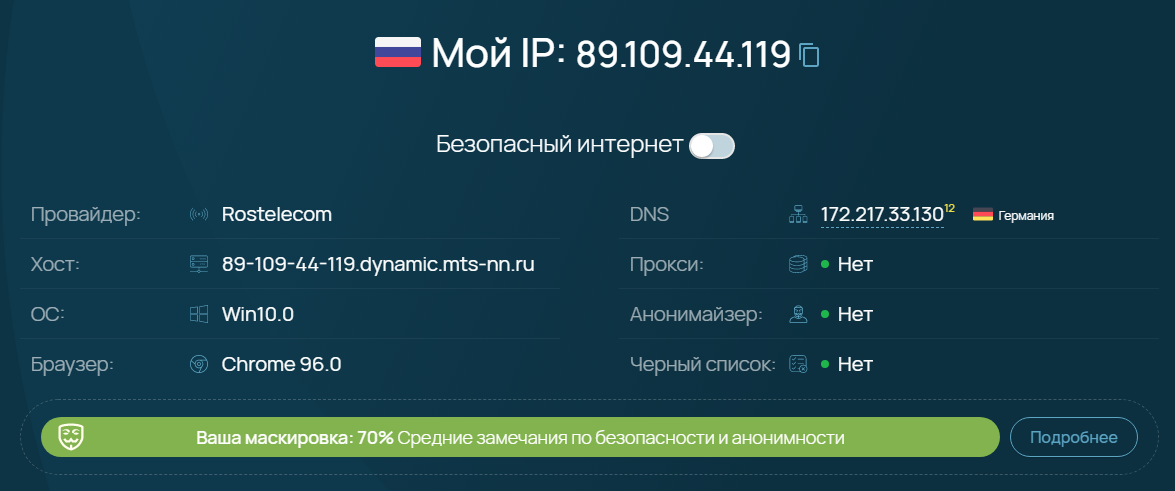 Мой IP: 89.109.44.119
Безопасный интернет
Провайдер: Rostelecom
DNS 172.217.33.130 12 Германия
Хост: 89-109-44-119.dynamic.mts-nn.ru
Прокси: Нет
ОС: Win10.0
Анонимайзер: Нет
Браузер: Chrome 96.0
Черный список: Нет
Ваша маскировка: 70% Средние замечания по безопасности и анонимности
Подробнее